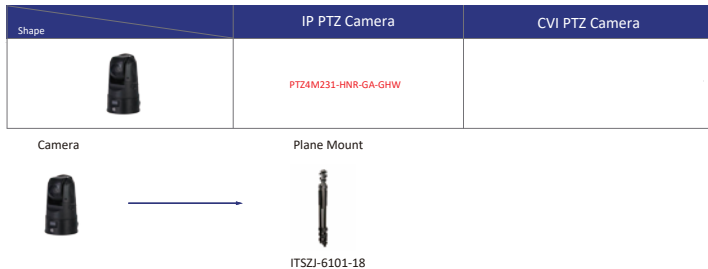 Shape
IP PTZ Camera
CVI PTZ Camera
PTZ4M231-HNR-GA-GHW
Camera
Plane Mount
ITSZJ-6101-18